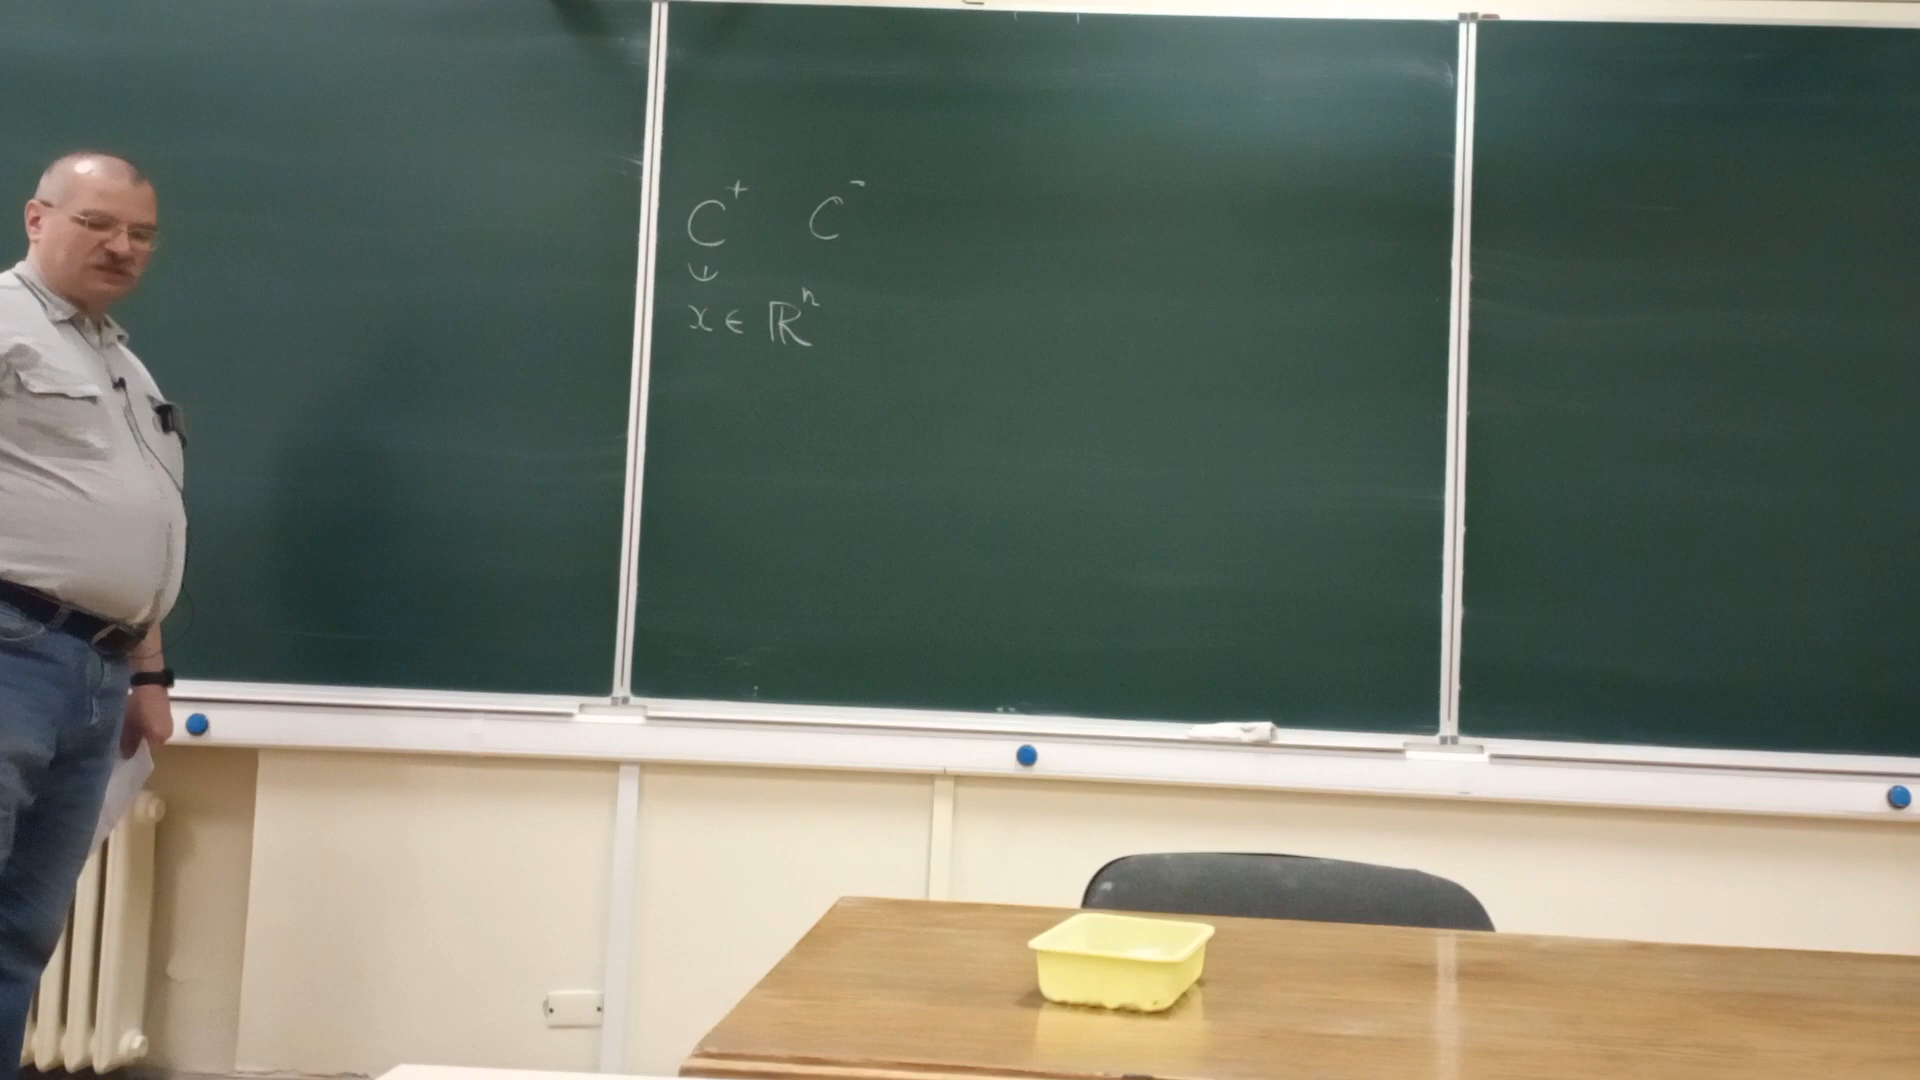 C⁺ C⁻
∪
x ∈ ℝⁿ